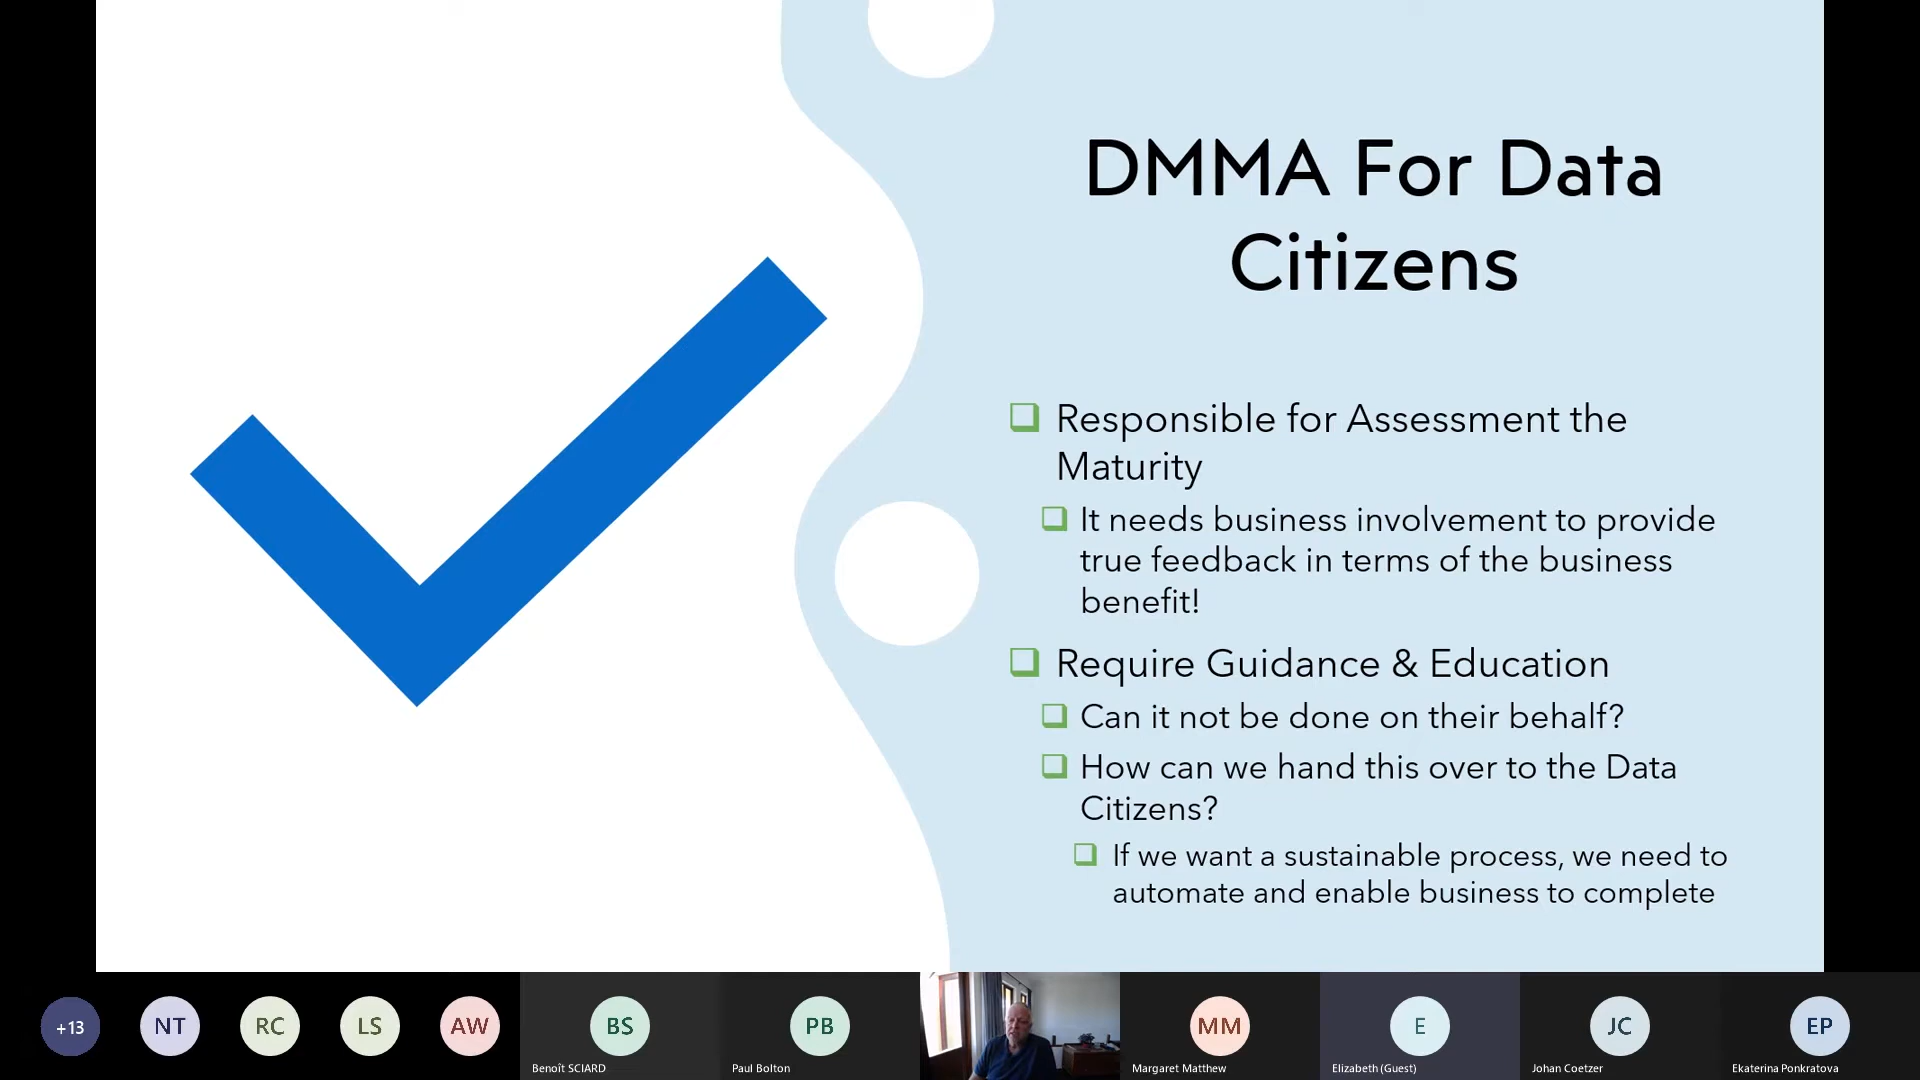 DMMA For Data
Citizens
Responsible for Assessment the
Maturity
It needs business involvement to provide
true feedback in terms of the business
benefit!
Require Guidance & Education
Can it not be done on their behalf?
How can we hand this over to the Data
Citizens?
If we want a sustainable process, we need to
automate and enable business to complete
+13
NT
RC
LS
AW
BS
Benoît SCIARD
PB
Paul Bolton
MM
Margaret Matthew
E
Elizabeth (Guest)
JC
Johan Coetzer
EP
Ekaterina Ponkratova